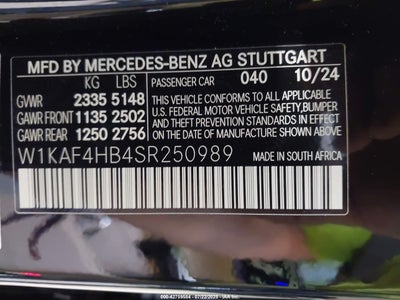 MFD BY MERCEDES-BENZ AG STUTTGART
KG LBS PASSENGER CAR 040 10/24
GVWR 2335 5148 THIS VEHICLE CONFORMS TO ALL APPLICABLE
GAWR FRONT 1135 2502 U.S. FEDERAL MOTOR VEHICLE SAFETY, BUMPER
GAWR REAR 1250 2756 AND THEFT PREVENTION STANDARDS IN
EFFECT ON THE DATE OF MANUFACTURE SHOWN
W1KAF4HB4SR250989 MADE IN SOUTH AFRICA